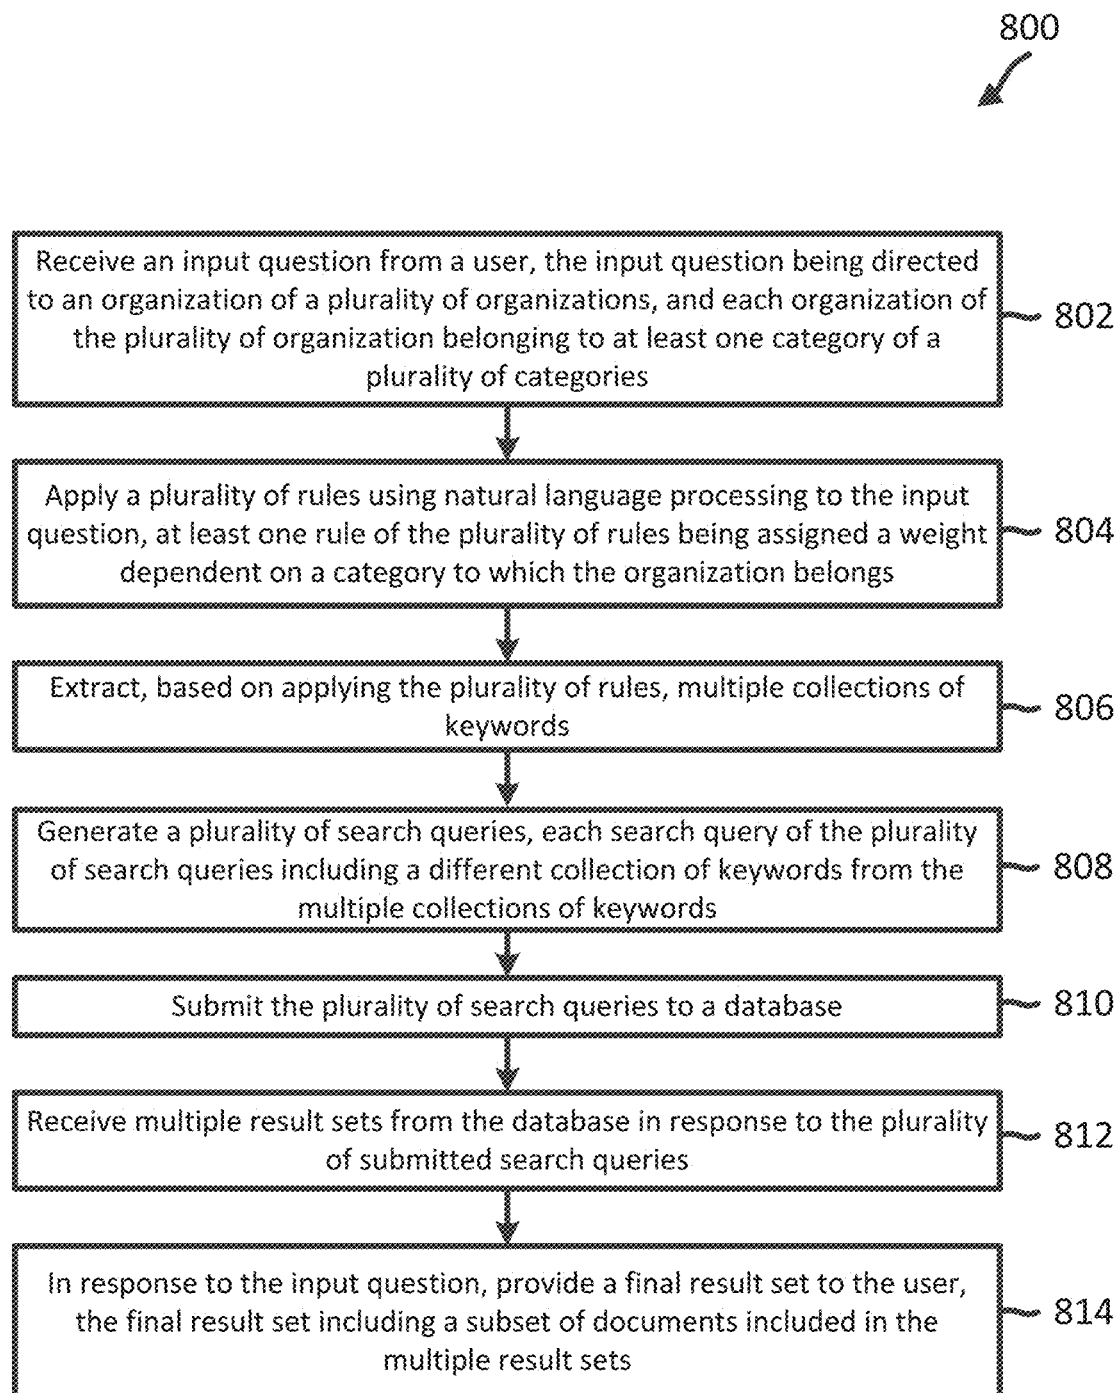 800
Receive an input question from a user, the input question being directed
to an organization of a plurality of organizations, and each organization of
the plurality of organization belonging to at least one category of a
plurality of categories
802
Apply a plurality of rules using natural language processing to the input
question, at least one rule of the plurality of rules being assigned a weight
dependent on a category to which the organization belongs
804
Extract, based on applying the plurality of rules, multiple collections of
keywords
806
Generate a plurality of search queries, each search query of the plurality
of search queries including a different collection of keywords from the
multiple collections of keywords
808
Submit the plurality of search queries to a database
810
Receive multiple result sets from the database in response to the plurality
of submitted search queries
812
In response to the input question, provide a final result set to the user,
the final result set including a subset of documents included in the
multiple result sets
814